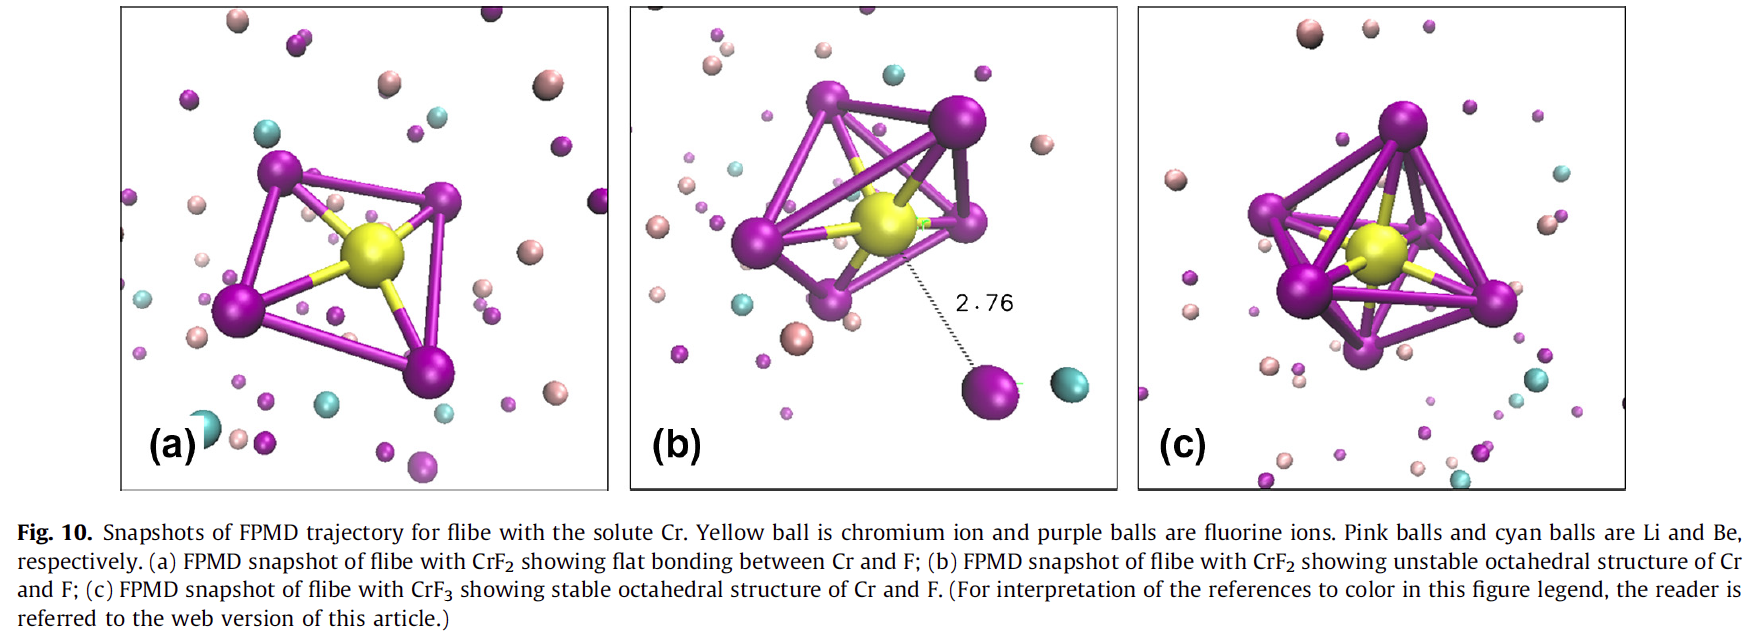 2.76
(a)
(b)
(c)
Fig. 10. Snapshots of FPMD trajectory for flibe with the solute Cr. Yellow ball is chromium ion and purple balls are fluorine ions. Pink balls and cyan balls are Li and Be,
respectively. (a) FPMD snapshot of flibe with CrF₂ showing flat bonding between Cr and F; (b) FPMD snapshot of flibe with CrF₂ showing unstable octahedral structure of Cr
and F; (c) FPMD snapshot of flibe with CrF₃ showing stable octahedral structure of Cr and F. (For interpretation of the references to color in this figure legend, the reader is
referred to the web version of this article.)